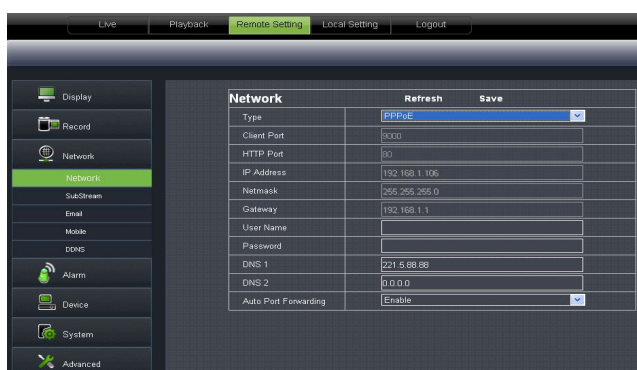 Live Playback Remote Setting Local Setting Logout
Display
Record
Network
Network
SubStream
Email
Mobile
DDNS
Alarm
Device
System
Advanced
Network Refresh Save
Type PPPoE
Client Port 9000
HTTP Port 80
IP Address 192.168.1.106
Netmask 255.255.255.0
Gateway 192.168.1.1
User Name
Password
DNS 1 221.5.88.88
DNS 2 0.0.0.0
Auto Port Forwarding Enable